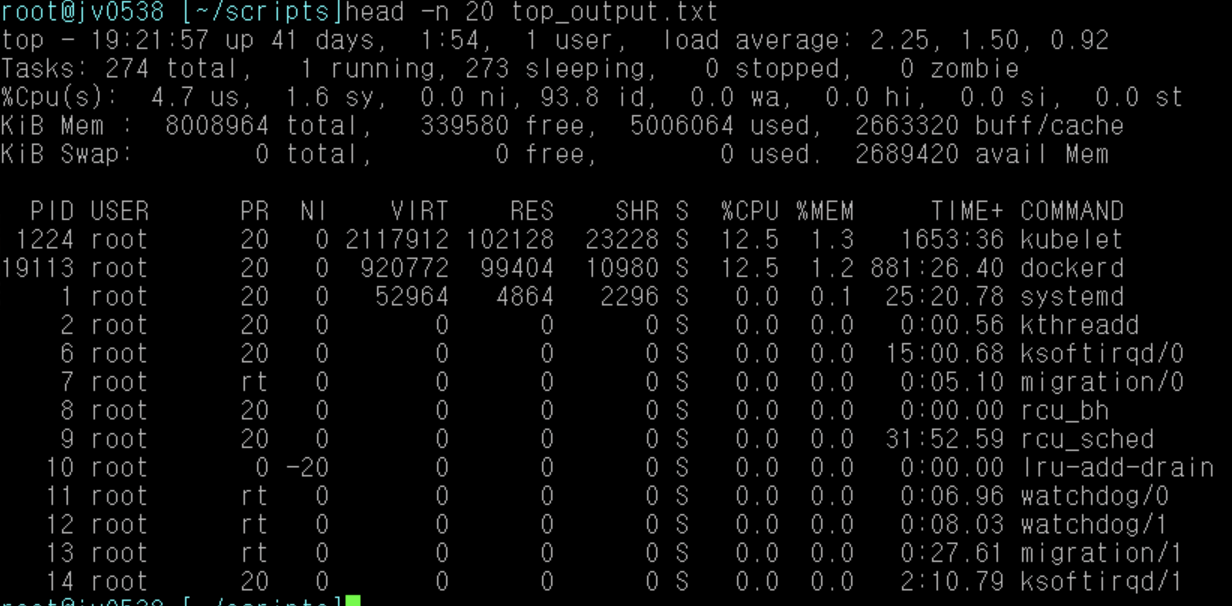 root@jv0538 [~/scripts]head -n 20 top_output.txt
top - 19:21:57 up 41 days,  1:54,  1 user,  load average: 2.25, 1.50, 0.92
Tasks: 274 total,   1 running, 273 sleeping,   0 stopped,   0 zombie
%Cpu(s):  4.7 us,  1.6 sy,  0.0 ni, 93.8 id,  0.0 wa,  0.0 hi,  0.0 si,  0.0 st
KiB Mem :  8008964 total,   339580 free,  5006064 used,  2663320 buff/cache
KiB Swap:        0 total,        0 free,        0 used.  2689420 avail Mem
  PID USER      PR  NI    VIRT    RES    SHR S  %CPU %MEM     TIME+ COMMAND
 1224 root      20   0 2117912 102128  23228 S  12.5  1.3   1653:36 kubelet
19113 root      20   0  920772  99404  10980 S  12.5  1.2 881:26.40 dockerd
    1 root      20   0   52964   4864   2296 S   0.0  0.1  25:20.78 systemd
    2 root      20   0       0      0      0 S   0.0  0.0   0:00.56 kthreadd
    6 root      20   0       0      0      0 S   0.0  0.0  15:00.68 ksoftirqd/0
    7 root      rt   0       0      0      0 S   0.0  0.0   0:05.10 migration/0
    8 root      20   0       0      0      0 S   0.0  0.0   0:00.00 rcu_bh
    9 root      20   0       0      0      0 S   0.0  0.0  31:52.59 rcu_sched
   10 root       0 -20       0      0      0 S   0.0  0.0   0:00.00 lru-add-drain
   11 root      rt   0       0      0      0 S   0.0  0.0   0:06.96 watchdog/0
   12 root      rt   0       0      0      0 S   0.0  0.0   0:08.03 watchdog/1
   13 root      rt   0       0      0      0 S   0.0  0.0   0:27.61 migration/1
   14 root      20   0       0      0      0 S   0.0  0.0   2:10.79 ksoftirqd/1
root@jv0538 [~/scripts]